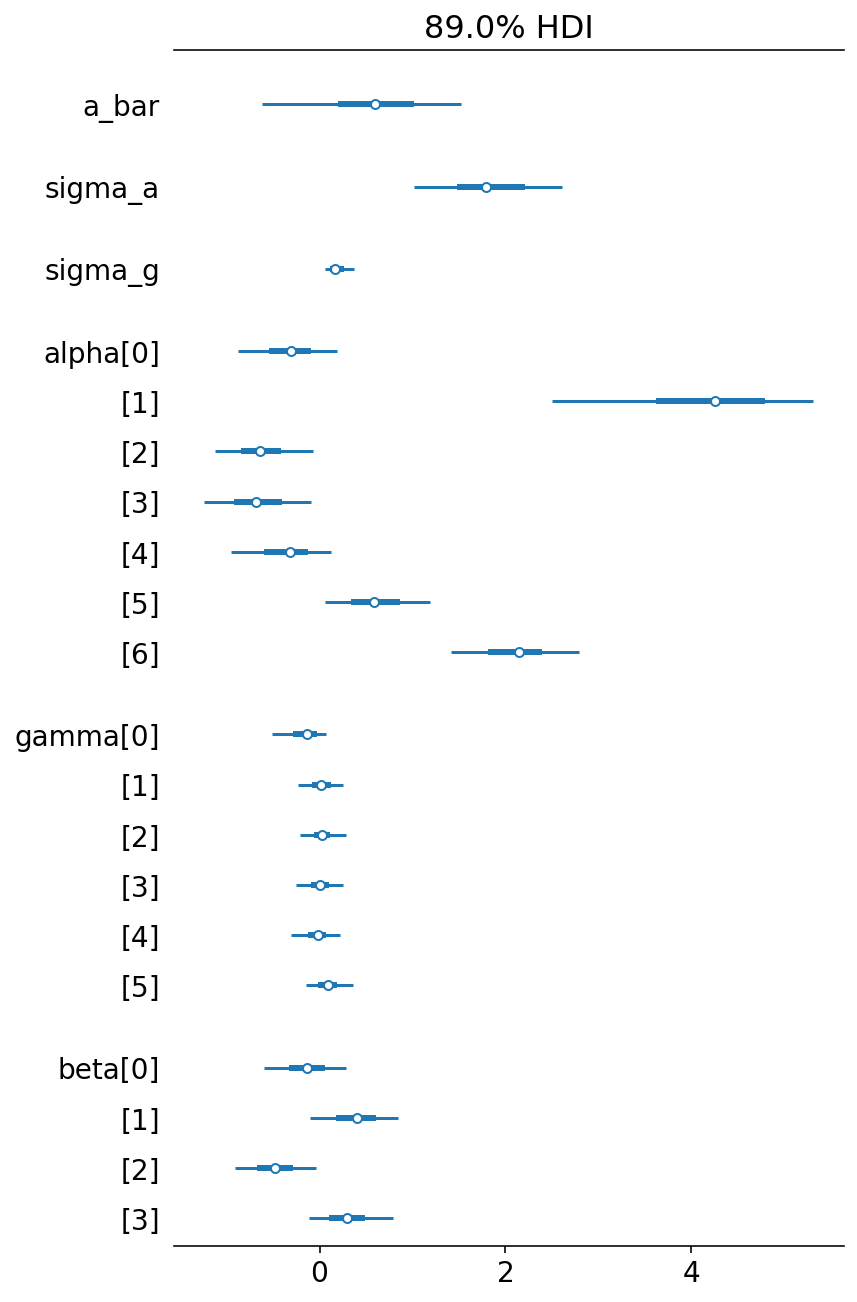 89.0% HDI
a_bar
sigma_a
sigma_g
alpha[0]
[1]
[2]
[3]
[4]
[5]
[6]
gamma[0]
[1]
[2]
[3]
[4]
[5]
beta[0]
[1]
[2]
[3]
0 2 4